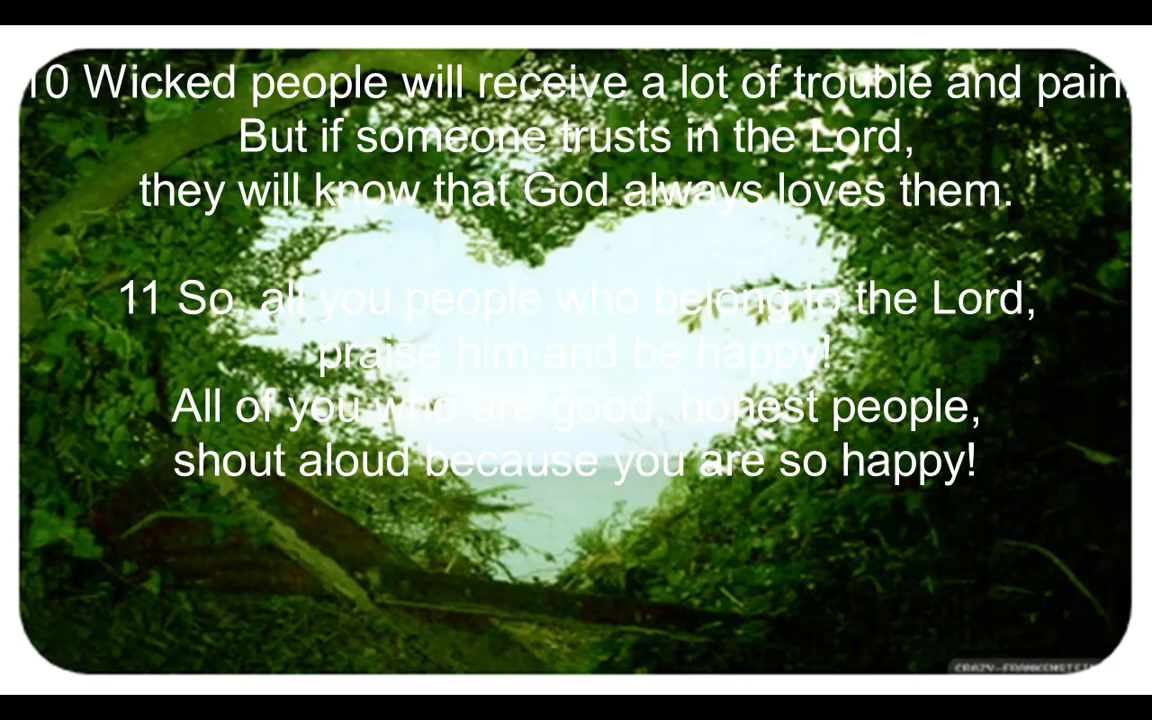 10 Wicked people will receive a lot of trouble and pain.
But if someone trusts in the Lord,
they will know that God always loves them.
11 So, all you people who belong to the Lord,
praise him and be happy!
All of you who are good, honest people,
shout aloud because you are so happy!